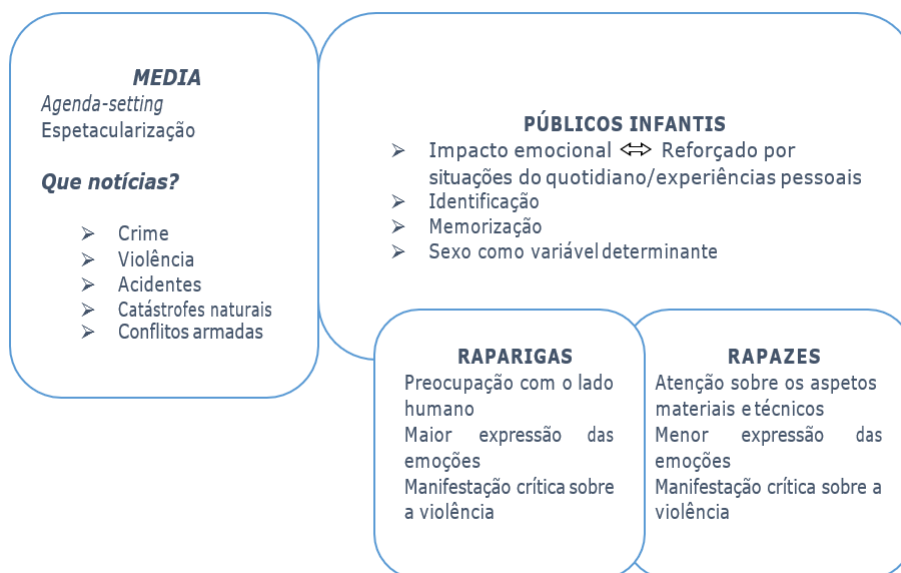 MEDIA
Agenda-setting
Espetacularização
Que notícias?
➢ Crime
➢ Violência
➢ Acidentes
➢ Catástrofes naturais
➢ Conflitos armadas
PÚBLICOS INFANTIS
➢ Impacto emocional ⇔ Reforçado por
situações do quotidiano/experiências pessoais
➢ Identificação
➢ Memorização
➢ Sexo como variável determinante
RAPARIGAS
Preocupação com o lado
humano
Maior expressão das
emoções
Manifestação crítica sobre
a violência
RAPAZES
Atenção sobre os aspetos
materiais e técnicos
Menor expressão das
emoções
Manifestação crítica sobre a
violência